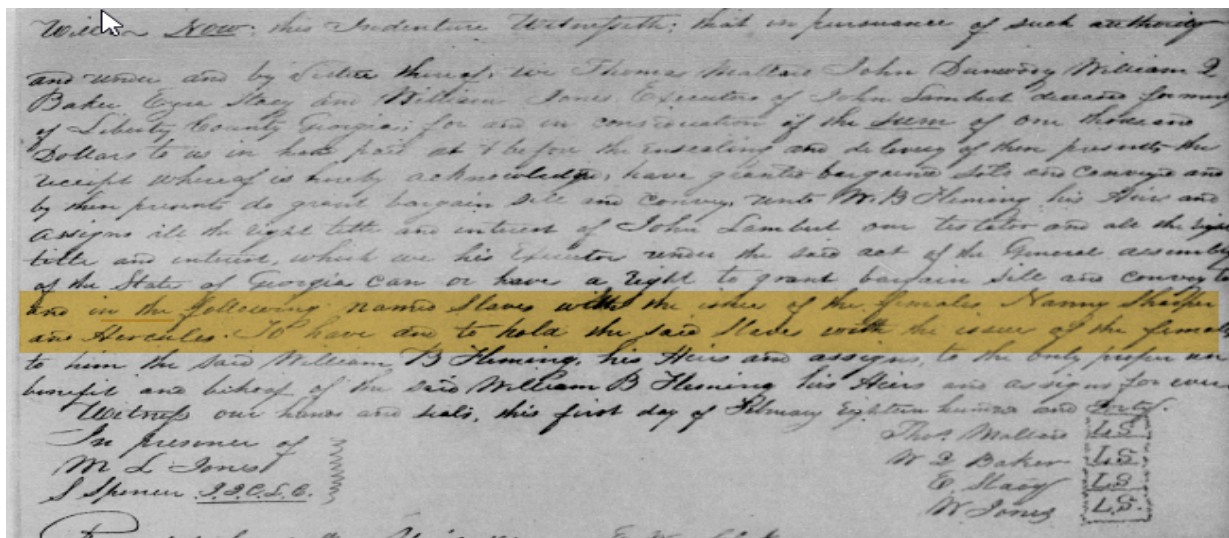 Now this Indenture Witnesseth; that in pursuance of such authority
and under and by virtue thereof, we Thomas Mallard John Dunwody William Q
Baker Ezra Stacy and William Jones Executors of John Lambert deceased formerly
of Liberty County Georgia; for and in consideration of the sum of one thousand
Dollars to us in hand paid at & before the ensealing and delivery of these presents the
receipt whereof is hereby acknowledge, have granted bargained sold and conveyed and
by these presents do grant bargain sell and convey, unto W. B Fleming his Heirs and
assigns all the right title and interest of John Lambert our testator and all the right
title and interest, which we his Executors under the said act of the General assembly
of the State of Georgia can or have a right to grant bargain sell and convey
and in the following named Slaves with the issue of the females Nanny Sharper
and Hercules. To have and to hold the said Slaves with the issue of the females
to him the said William B Fleming, his Heirs and assigns, to the only proper use
benefit and behoof of the said William B Fleming his Heirs and assigns for ever
Witness our hands and seals, this first day of February Eighteen hundred and Forty.
In presence of
Thos. Mallard L.S.
M L Jones
W Q Baker L.S.
S Spencer J.I.C.L.C.
E. Stacy L.S.
W. Jones L.S.